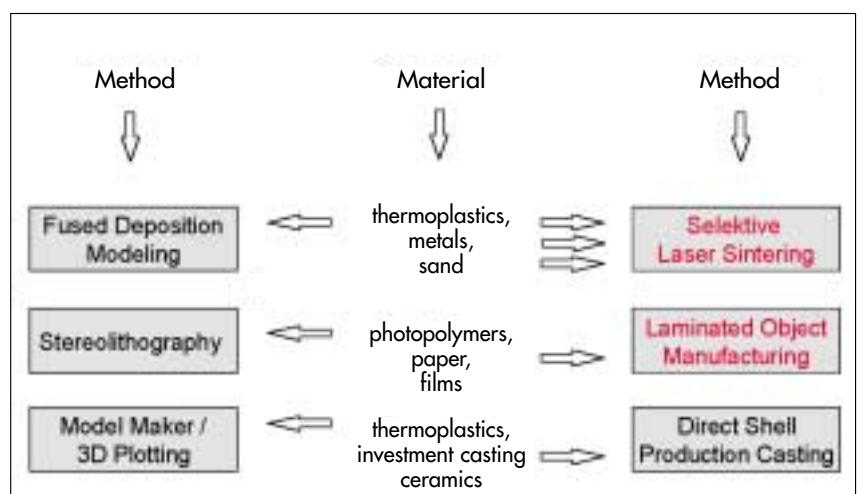 Method
Material
Method
Fused Deposition
Modeling
thermoplastics,
metals,
sand
Selektive
Laser Sintering
Stereolithography
photopolymers,
paper,
films
Laminated Object
Manufacturing
Model Maker /
3D Plotting
thermoplastics,
investment casting
ceramics
Direct Shell
Production Casting